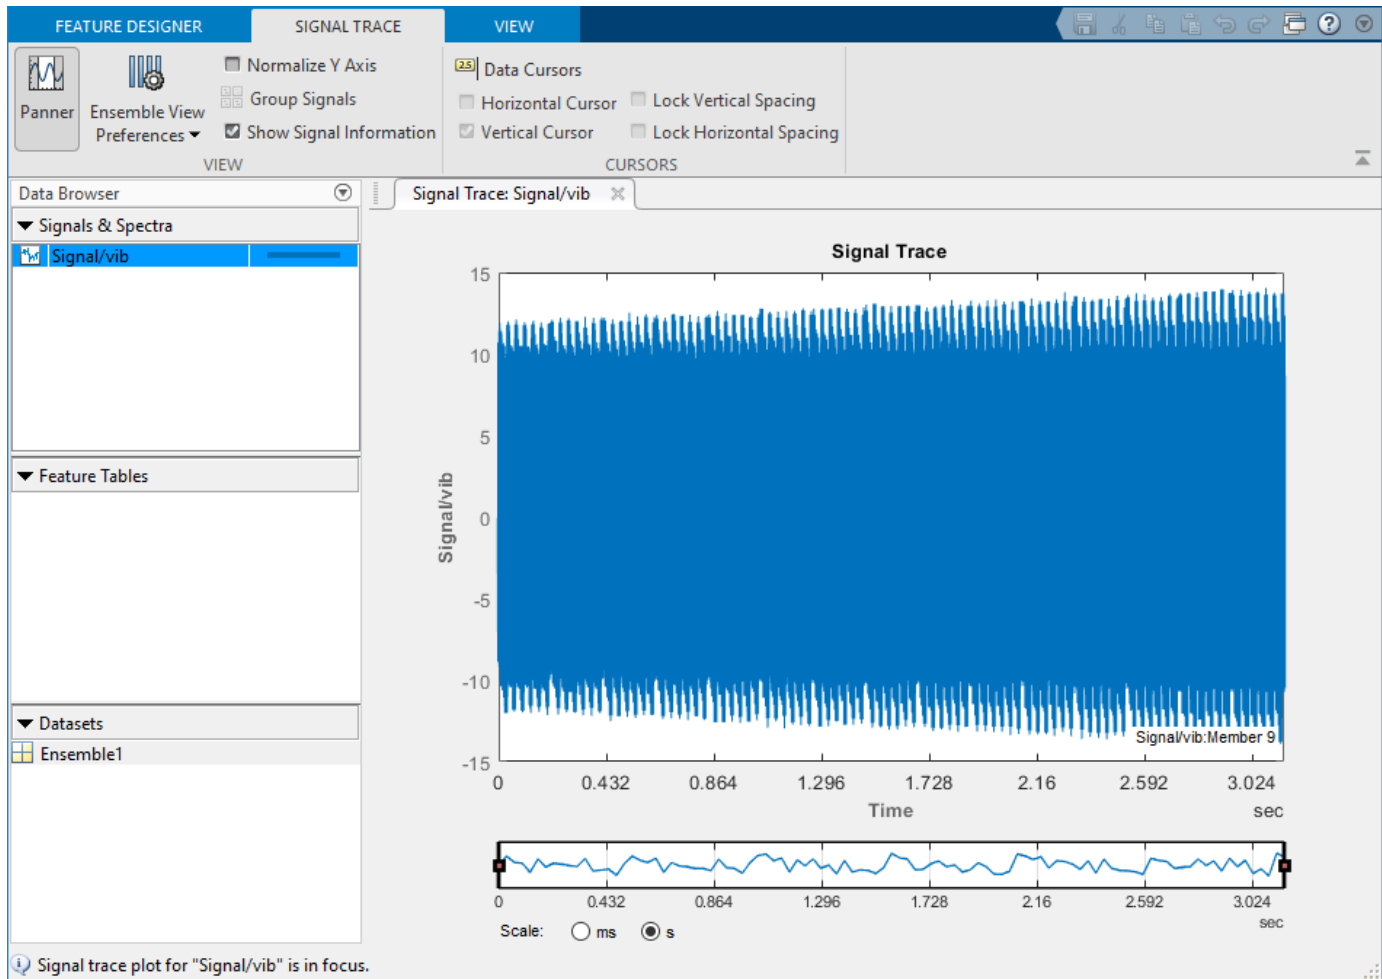 FEATURE DESIGNER SIGNAL TRACE VIEW
Panner
Ensemble View
Preferences
Normalize Y Axis
Group Signals
Show Signal Information
VIEW
2.5 Data Cursors
Horizontal Cursor Lock Vertical Spacing
Vertical Cursor Lock Horizontal Spacing
CURSORS
Data Browser
Signals & Spectra
Signal/vib
Feature Tables
Datasets
Ensemble1
Signal Trace: Signal/vib
Signal Trace
15
10
5
0
-5
-10
-15
Signal/vib
Signal/vib:Member 9
0 0.432 0.864 1.296 1.728 2.16 2.592 3.024
Time
sec
0 0.432 0.864 1.296 1.728 2.16 2.592 3.024
sec
Scale: ms s
Signal trace plot for "Signal/vib" is in focus.